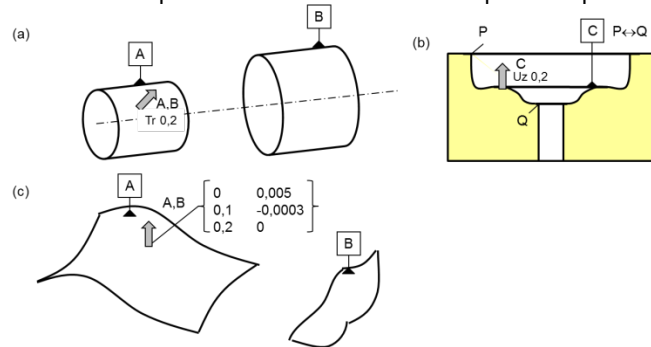 (a)
A
A,B
Tr 0,2
B
(b)
P
C
P↔Q
C
Uz 0,2
Q
(c)
A
A,B
0 0,005
0,1 -0,0003
0,2 0
B